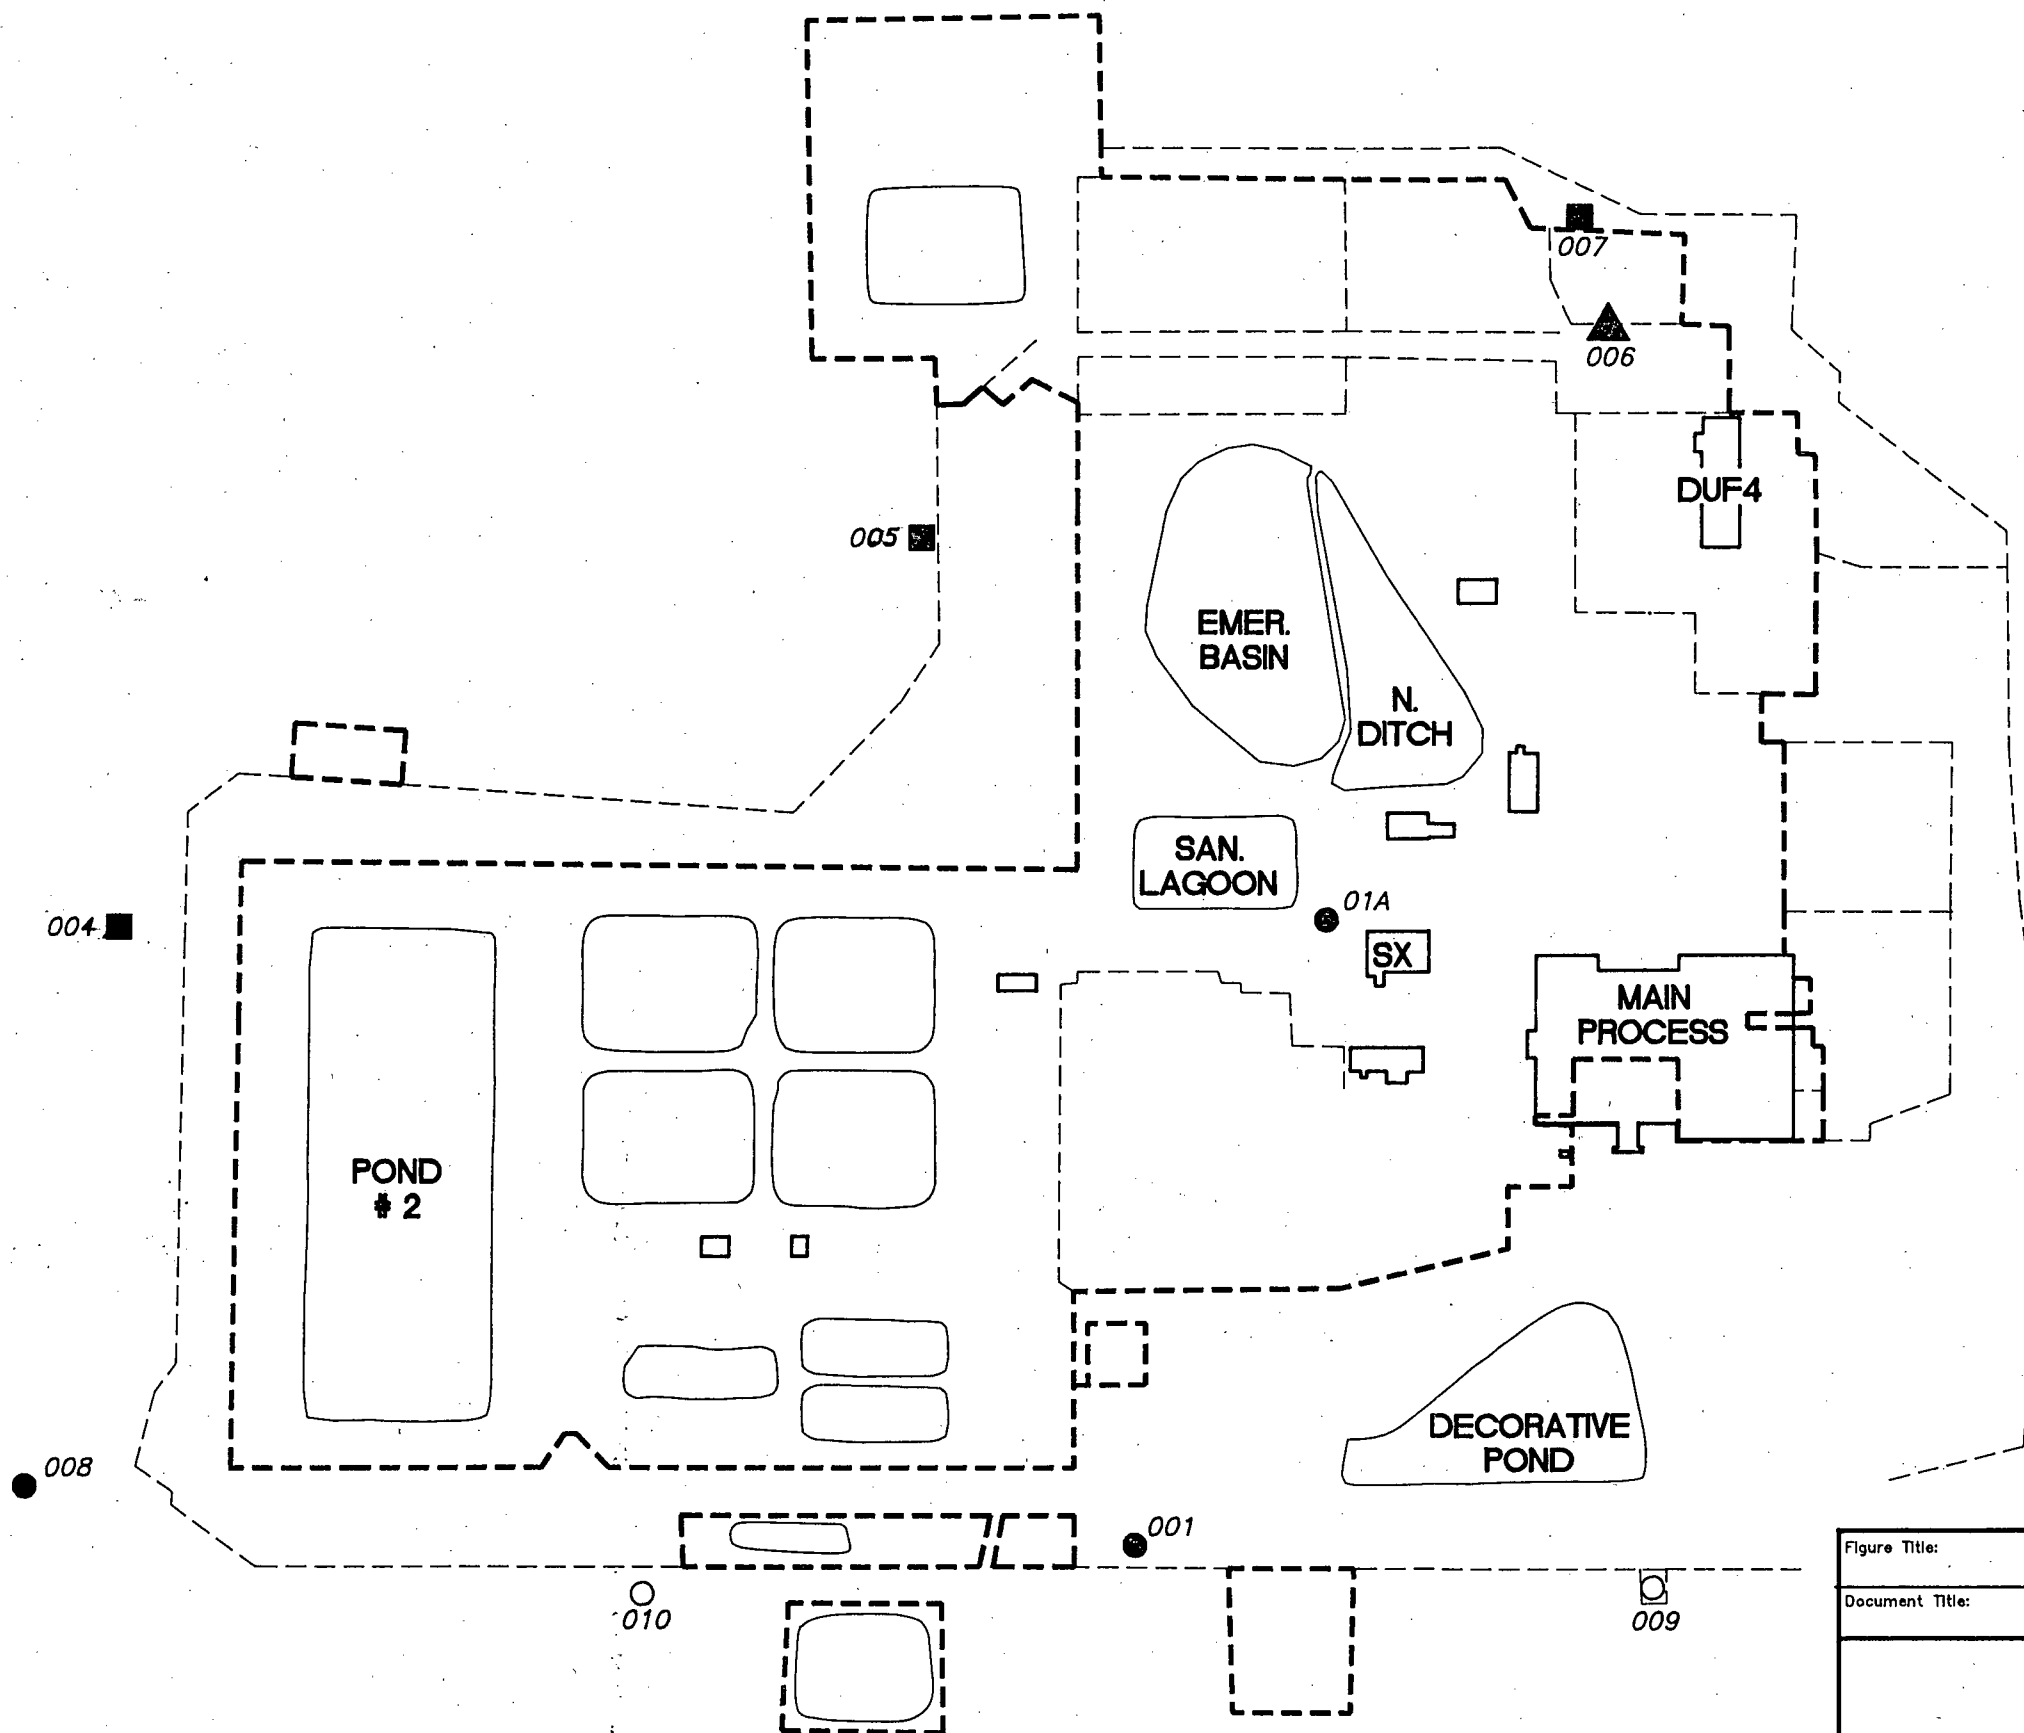 007
006
DUF4
005
EMER.
BASIN
N.
DITCH
SAN.
LAGOON
01A
004
SX
MAIN
PROCESS
POND
# 2
DECORATIVE
POND
008
001
Figure Title:
Document Title:
010
009